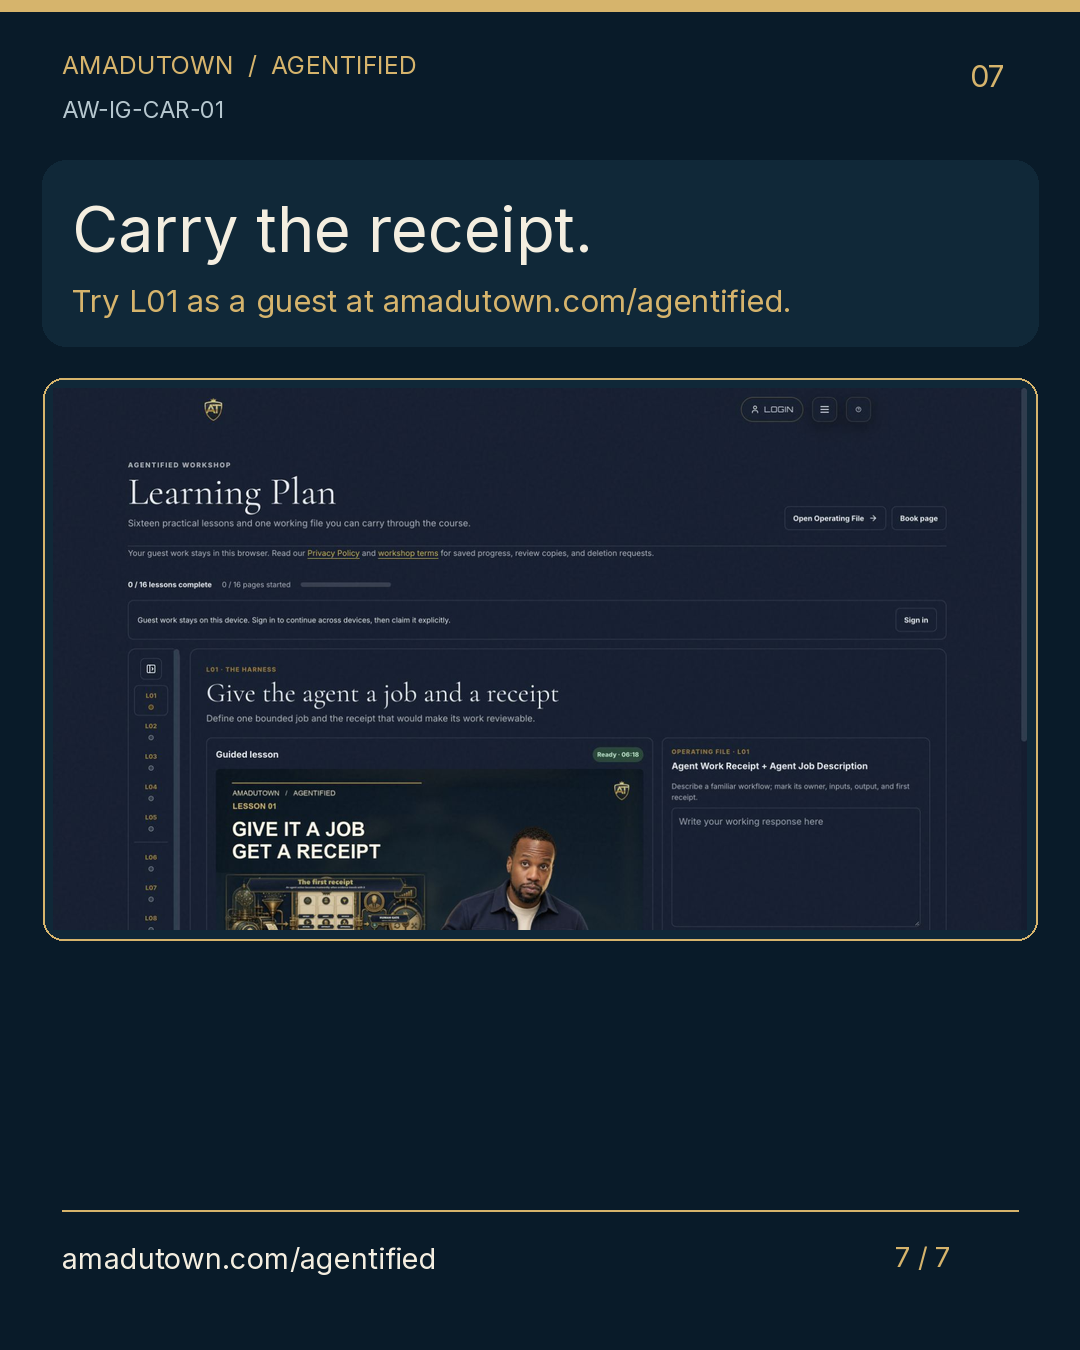 AMADUTOWN / AGENTIFIED
07
AW-IG-CAR-01
Carry the receipt.
Try L01 as a guest at amadutown.com/agentified.
AT
LOGIN
AGENTIFIED WORKSHOP
Learning Plan
Sixteen practical lessons and one working file you can carry through the course.
Open Operating File →
Book page
Your guest work stays in this browser. Read our Privacy Policy and workshop terms for saved progress, review copies, and deletion requests.
0 / 16 lessons complete 0 / 16 pages started
Guest work stays on this device. Sign in to continue across devices, then claim it explicitly.
Sign in
L01
L02
L03
L04
L05
L06
L07
L08
L01 · THE HARNESS
Give the agent a job and a receipt
Define one bounded job and the receipt that would make its work reviewable.
Guided lesson
Ready · 06:18
AMADUTOWN / AGENTIFIED
AT
LESSON 01
GIVE IT A JOB
GET A RECEIPT
The first receipt
OPERATING FILE · L01
Agent Work Receipt + Agent Job Description
Describe a familiar workflow; mark its owner, inputs, output, and first
receipt.
Write your working response here
amadutown.com/agentified
7 / 7